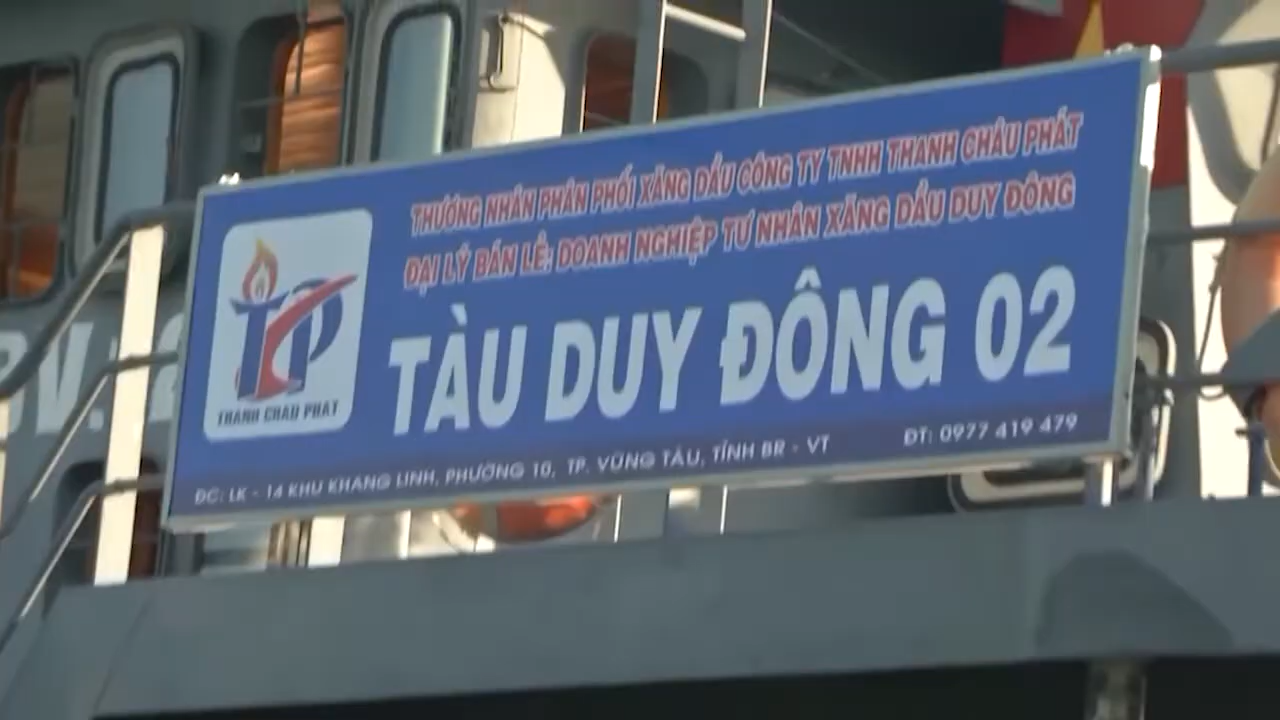 THƯƠNG NHÂN PHÂN PHỐI XĂNG DẦU CÔNG TY TNHH THANH CHÂU PHÁT
ĐẠI LÝ BÁN LẺ: DOANH NGHIỆP TƯ NHÂN XĂNG DẦU DUY ĐÔNG
TÀU DUY ĐÔNG 02
TCP
THANH CHAU PHAT
ĐC: LK - 14 KHU KHANG LINH, PHƯỜNG 10, TP. VŨNG TÀU, TỈNH BR - VT
ĐT: 0977 419 479